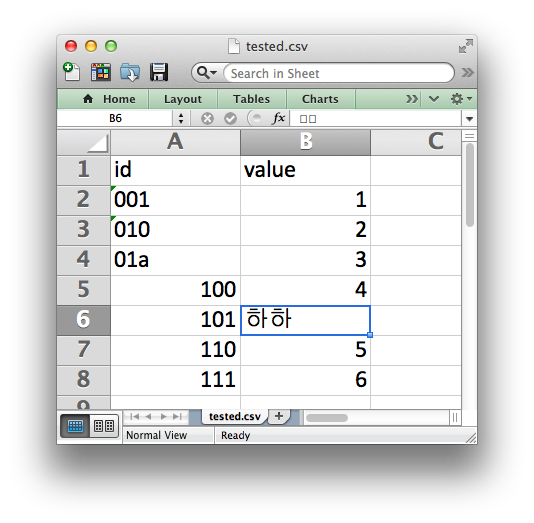 tested.csv
Search in Sheet
Home Layout Tables Charts
B6 fx □□
A B C
1 id value
2 001 1
3 010 2
4 01a 3
5 100 4
6 101 하하
7 110 5
8 111 6
9
tested.csv
Normal View Ready